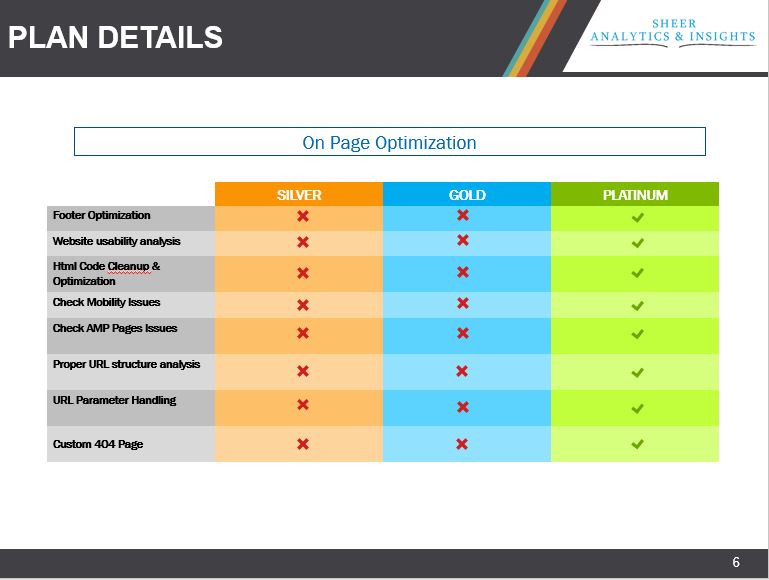 PLAN DETAILS
SHEER
ANALYTICS & INSIGHTS
On Page Optimization
SILVER GOLD PLATINUM
Footer Optimization
Website usability analysis
Html Code Cleanup &
Optimization
Check Mobility Issues
Check AMP Pages Issues
Proper URL structure analysis
URL Parameter Handling
Custom 404 Page
6